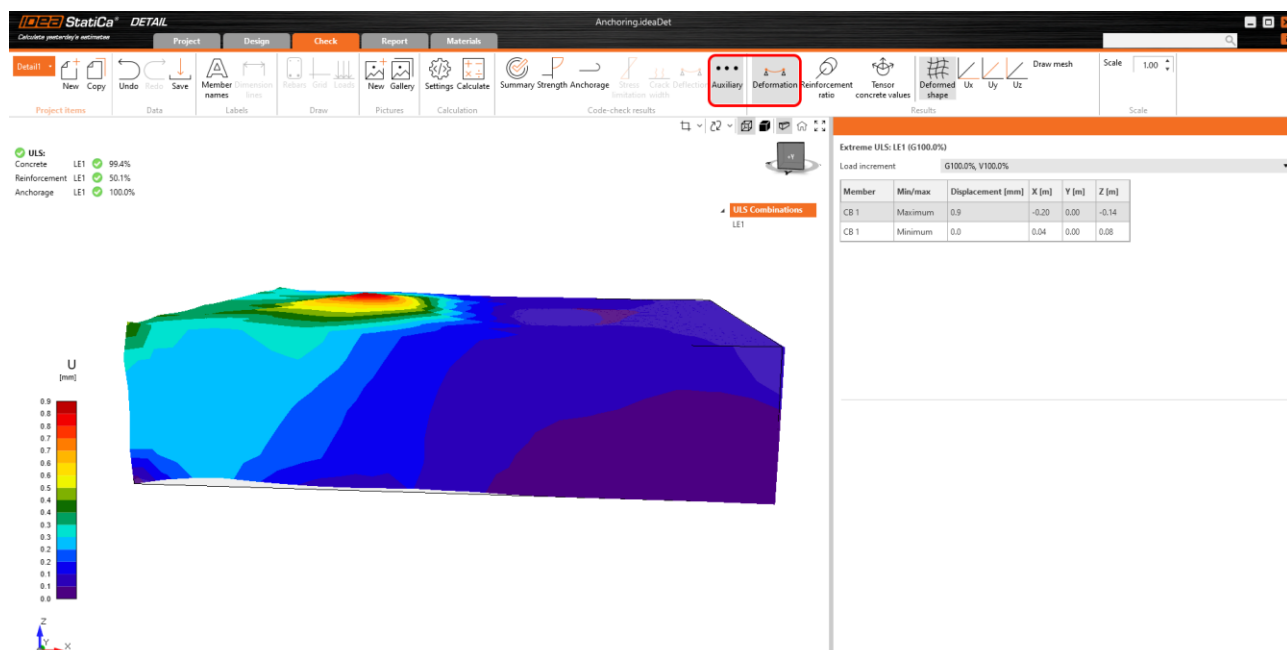 IDEA StatiCa® DETAIL
Calculate yesterday's estimates
Anchoring.ideaDet
Project Design Check Report Materials
Detail1
New Copy Undo Redo Save Member names Dimension lines Rebars Grid Loads New Gallery Settings Calculate Summary Strength Anchorage Stress limitation Crack width Deflection Auxiliary Deformation Reinforcement ratio Tensor concrete values Deformed shape Ux Uy Uz Draw mesh Scale 1.00
Project items Data Labels Draw Pictures Calculation Code-check results Results Scale
ULS:
Concrete LE1 99.4%
Reinforcement LE1 50.1%
Anchorage LE1 100.0%
-Y
ULS Combinations
LE1
Extreme ULS: LE1 (G100.0%)
Load increment G100.0%, V100.0%
Member Min/max Displacement [mm] X [m] Y [m] Z [m]
CB 1 Maximum 0.9 -0.20 0.00 -0.14
CB 1 Minimum 0.0 0.04 0.00 0.08
U
[mm]
0.9
0.8
0.8
0.7
0.7
0.6
0.6
0.5
0.4
0.4
0.3
0.3
0.2
0.2
0.1
0.1
0.0
Z
Y
X